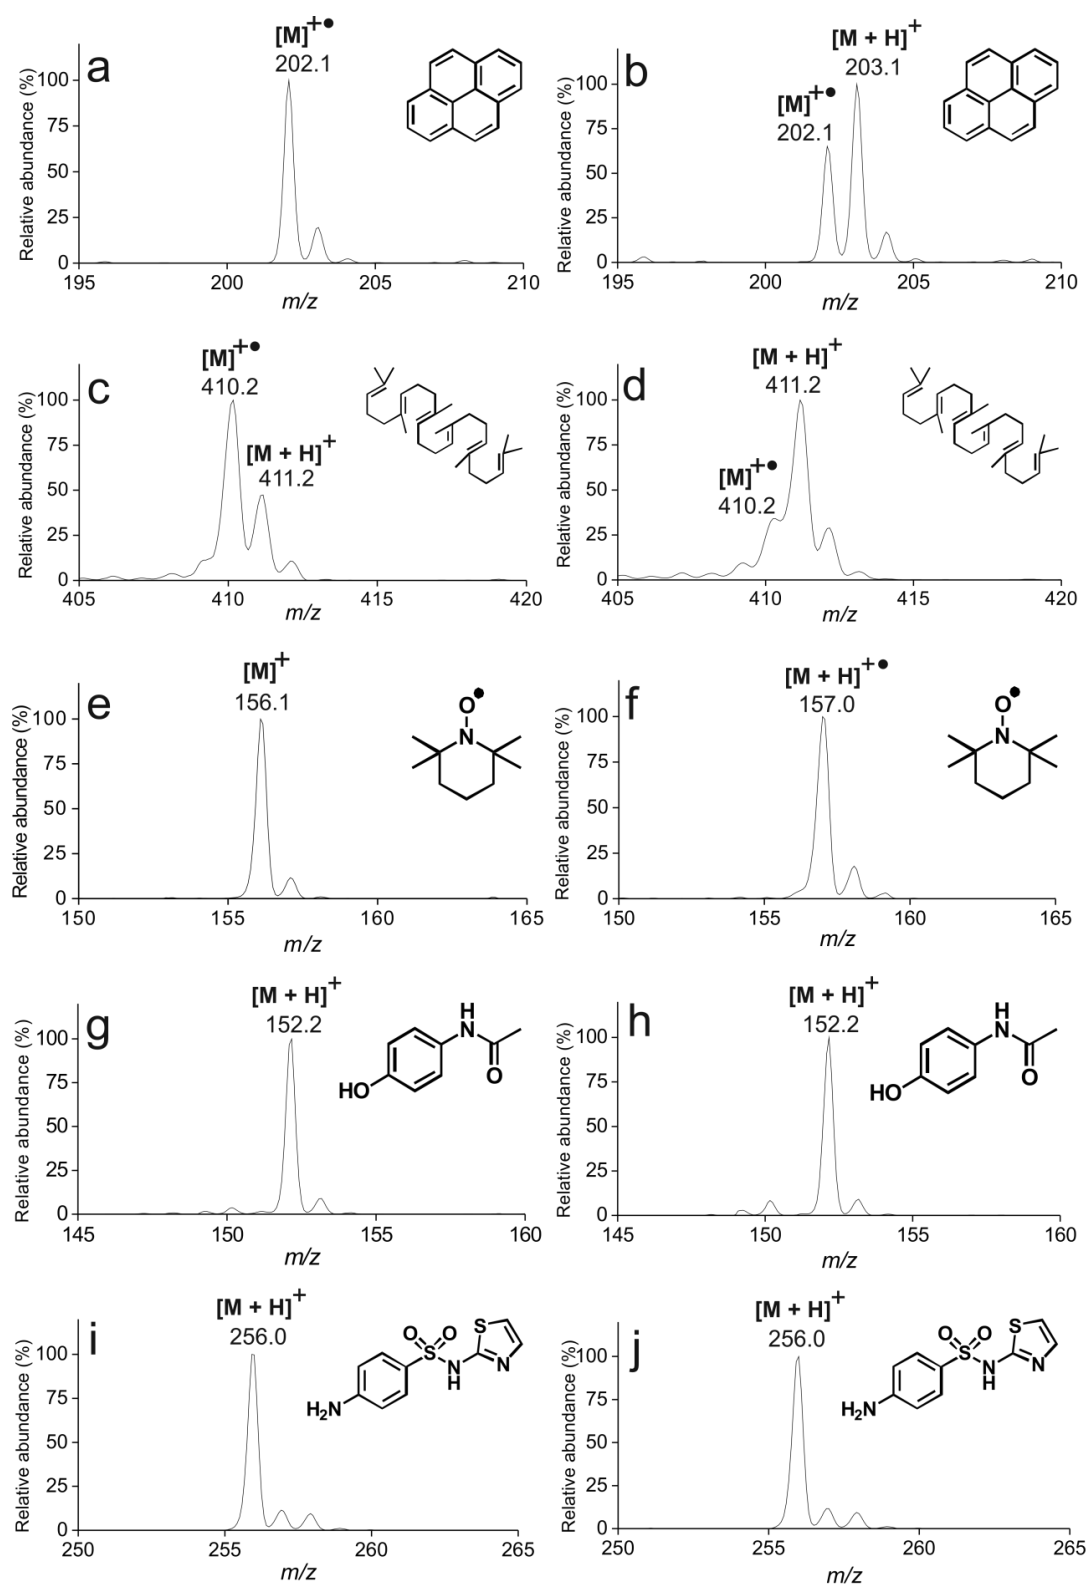 a
[M]+•
202.1
Relative abundance (%)
100
75
50
25
0
195
200
205
210
m/z
b
[M + H]+
203.1
[M]+•
202.1
Relative abundance (%)
100
75
50
25
0
195
200
205
210
m/z
c
[M]+•
410.2
[M + H]+
411.2
Relative abundance (%)
100
75
50
25
0
405
410
415
420
m/z
d
[M + H]+
411.2
[M]+•
410.2
Relative abundance (%)
100
75
50
25
0
405
410
415
420
m/z
e
[M]+
156.1
O•
N
Relative abundance (%)
100
75
50
25
0
150
155
160
165
m/z
f
[M + H]+•
157.0
O•
N
Relative abundance (%)
100
75
50
25
0
150
155
160
165
m/z
g
[M + H]+
152.2
H
N
O
HO
Relative abundance (%)
100
75
50
25
0
145
150
155
160
m/z
h
[M + H]+
152.2
H
N
O
HO
Relative abundance (%)
100
75
50
25
0
145
150
155
160
m/z
i
[M + H]+
256.0
O O
S
S
N
N
H
H2N
Relative abundance (%)
100
75
50
25
0
250
255
260
265
m/z
j
[M + H]+
256.0
O O
S
S
N
N
H
H2N
Relative abundance (%)
100
75
50
25
0
250
255
260
265
m/z